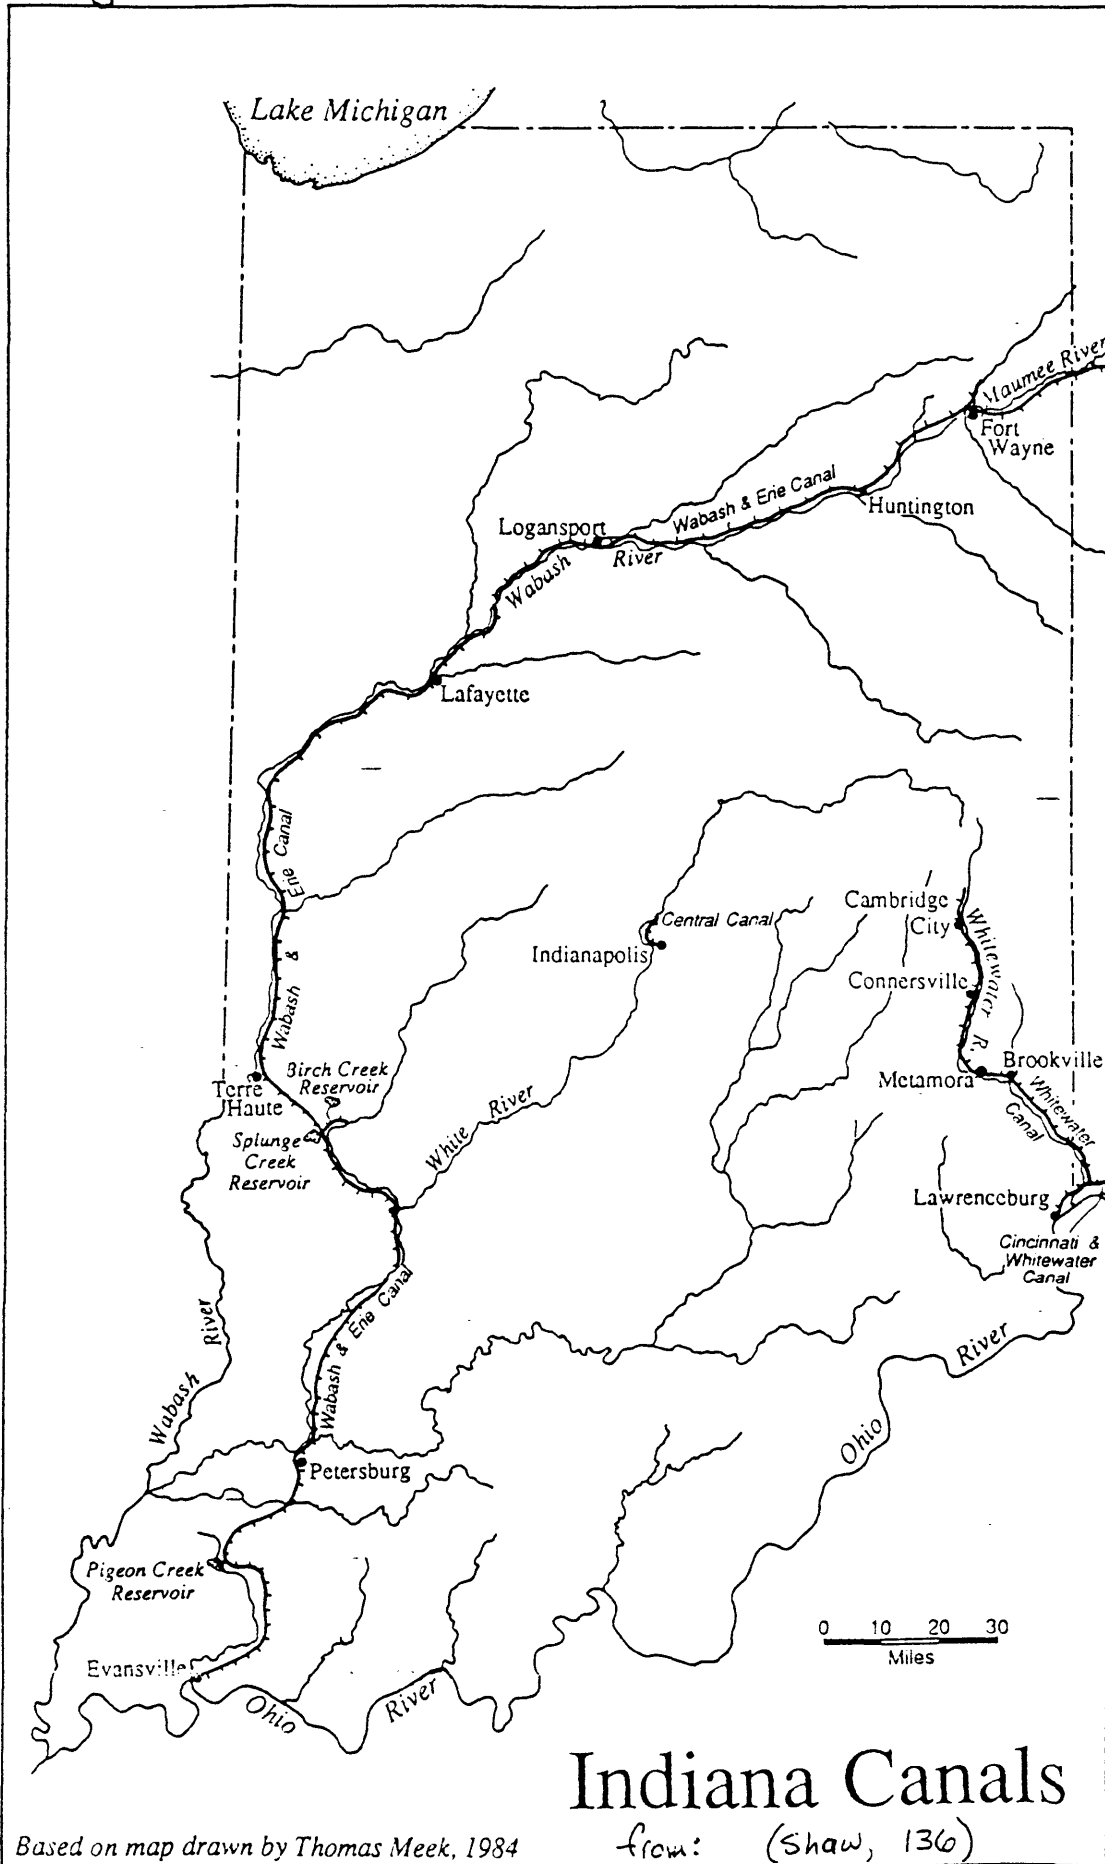 Lake Michigan
Maumee River
Fort
Wayne
Wabash & Erie Canal
Huntington
Logansport
River
Wabash
Lafayette
Erie Canal
Wabash &
Central Canal
Indianapolis
Cambridge
City
Whitewater R.
Connersville
Brookville
Metamora
Whitewater
Canal
Birch Creek
Reservoir
Terre
Haute
Splunge
Creek
Reservoir
White River
Lawrenceburg
Cincinnati &
Whitewater
Canal
Wabash & Erie Canal
Wabash River
Ohio River
Petersburg
Pigeon Creek
Reservoir
Evansville
Ohio River
0 10 20 30
Miles
Indiana Canals
Based on map drawn by Thomas Meek, 1984
from: (Shaw, 136)